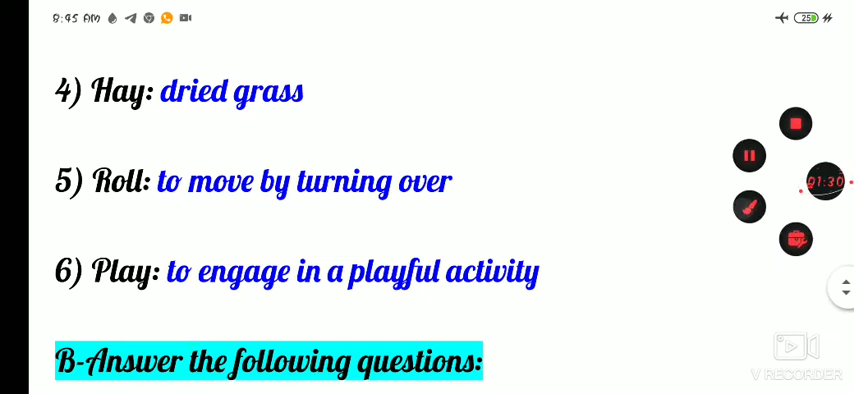 8:45 AM
25
4) Hay: dried grass
5) Roll: to move by turning over
01:30
6) Play: to engage in a playful activity
B-Answer the following questions:
V RECORDER